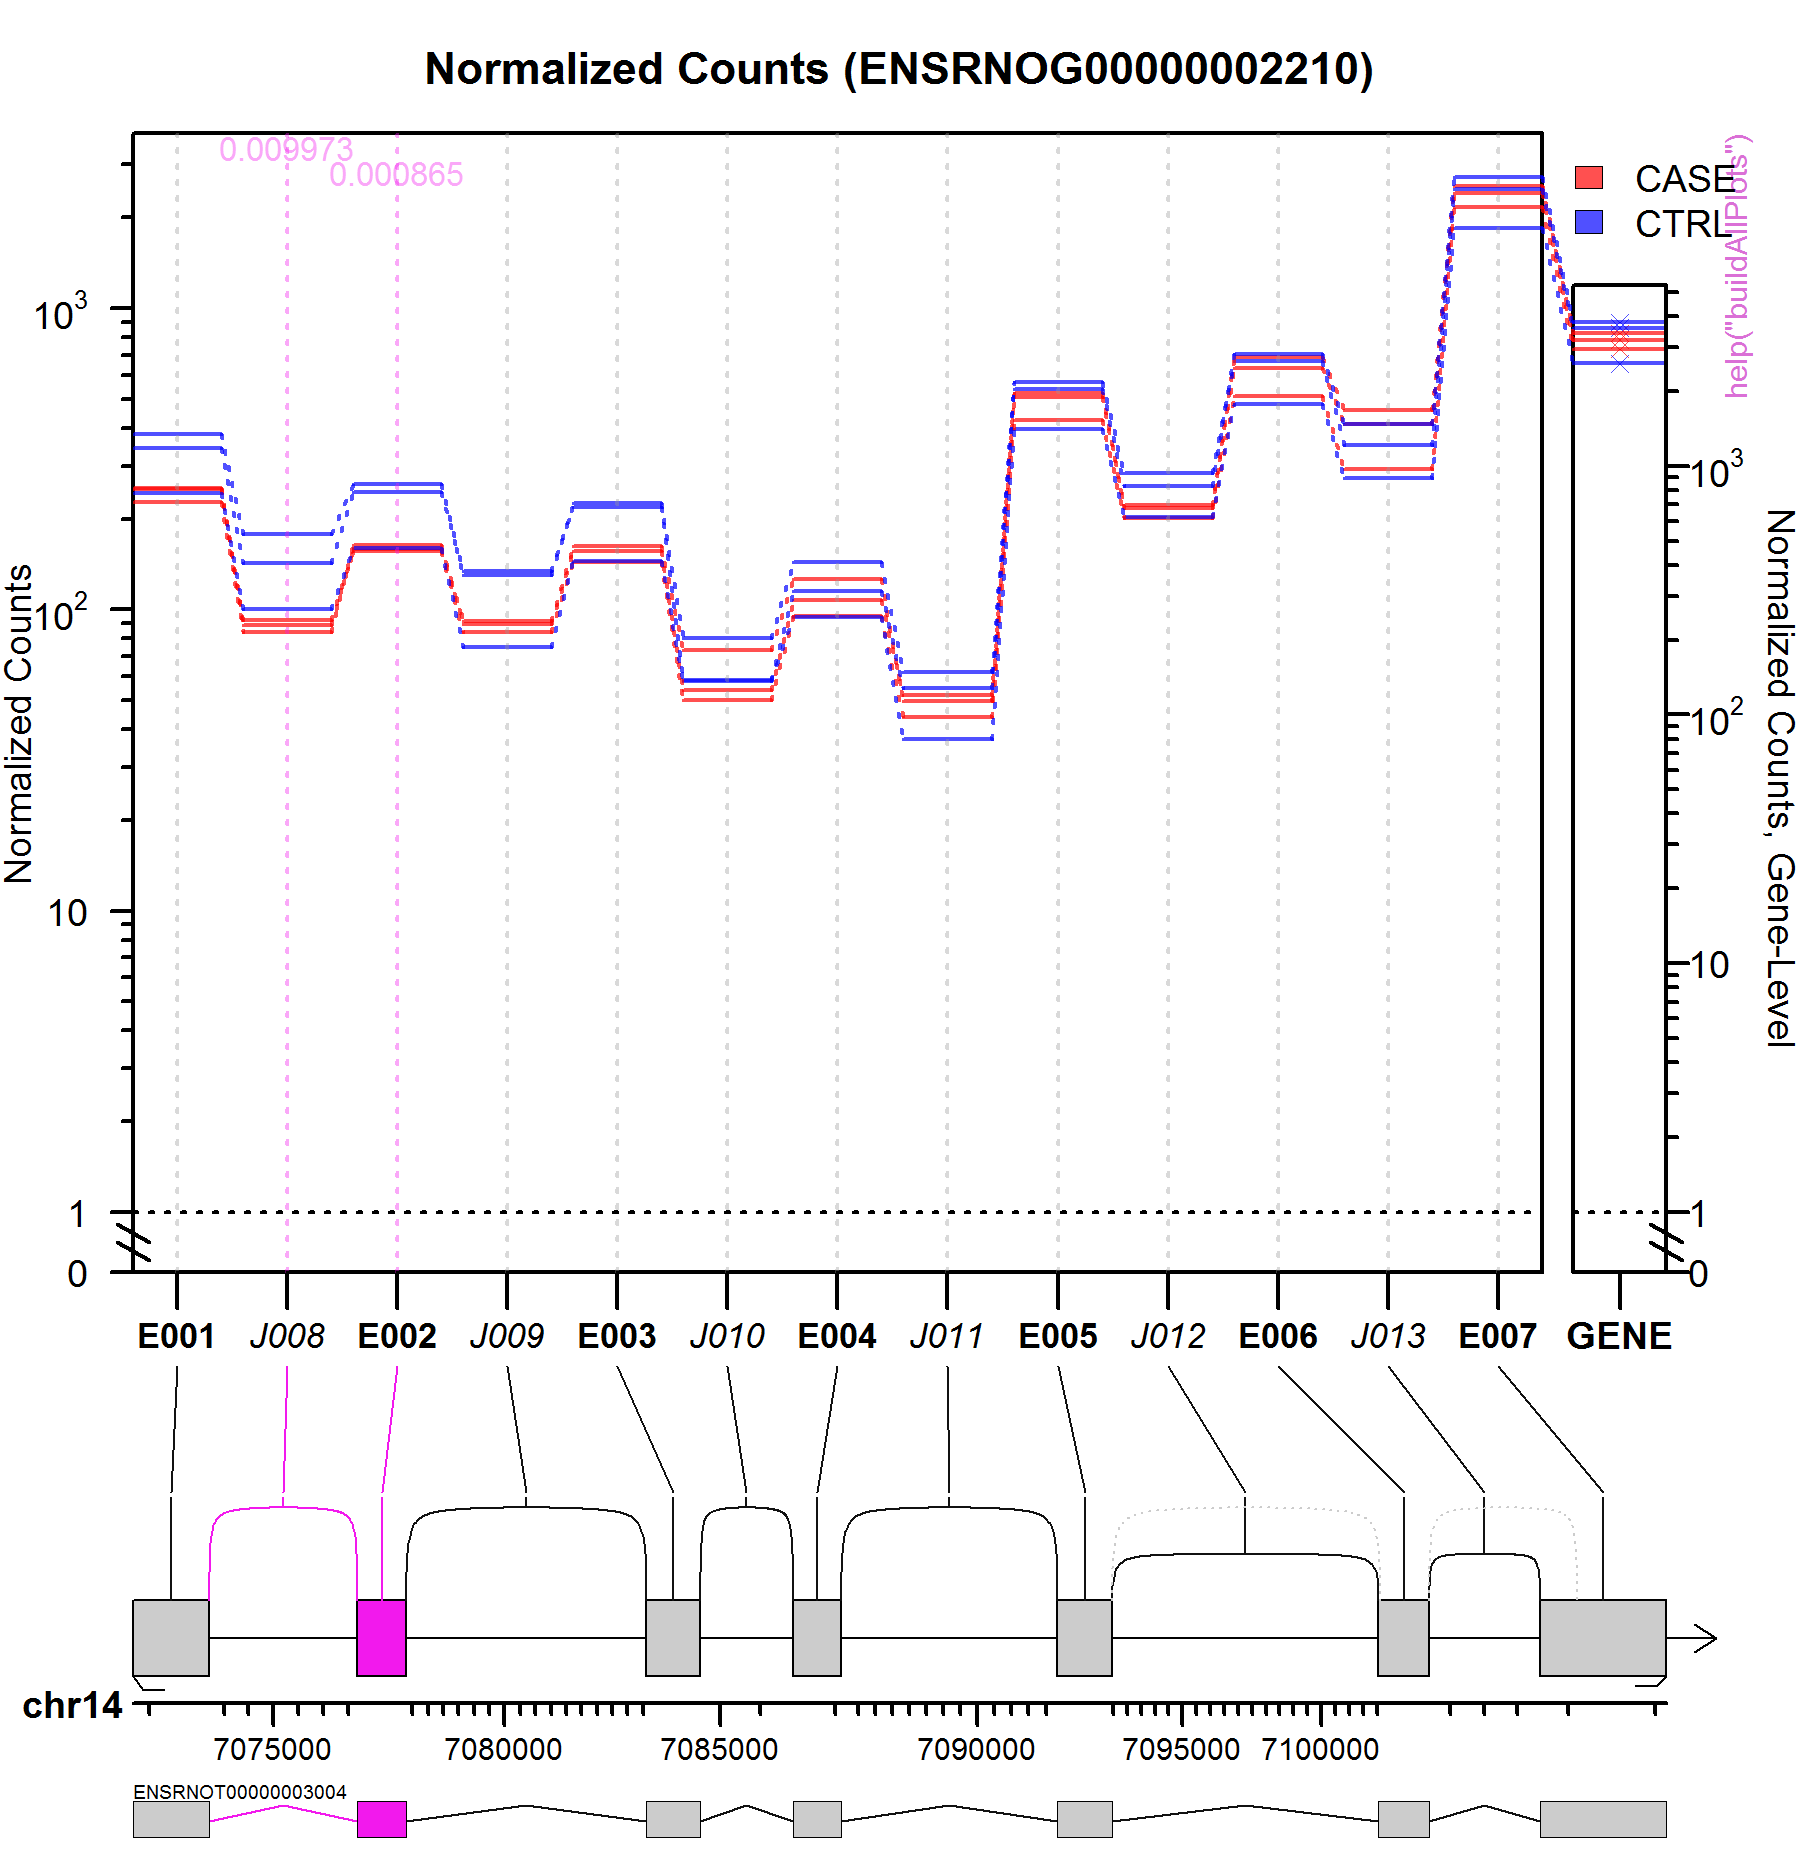 Normalized Counts (ENSRNOG00000002210)
0.009973
0.000865
CASE
CTRL
help("buildAllPlots")
Normalized Counts
10³
10²
10
1
0
10³
10²
10
1
0
Normalized Counts, Gene-Level
E001 J008 E002 J009 E003 J010 E004 J011 E005 J012 E006 J013 E007 GENE
chr14
7075000 7080000 7085000 7090000 7095000 7100000
ENSRNOT00000003004